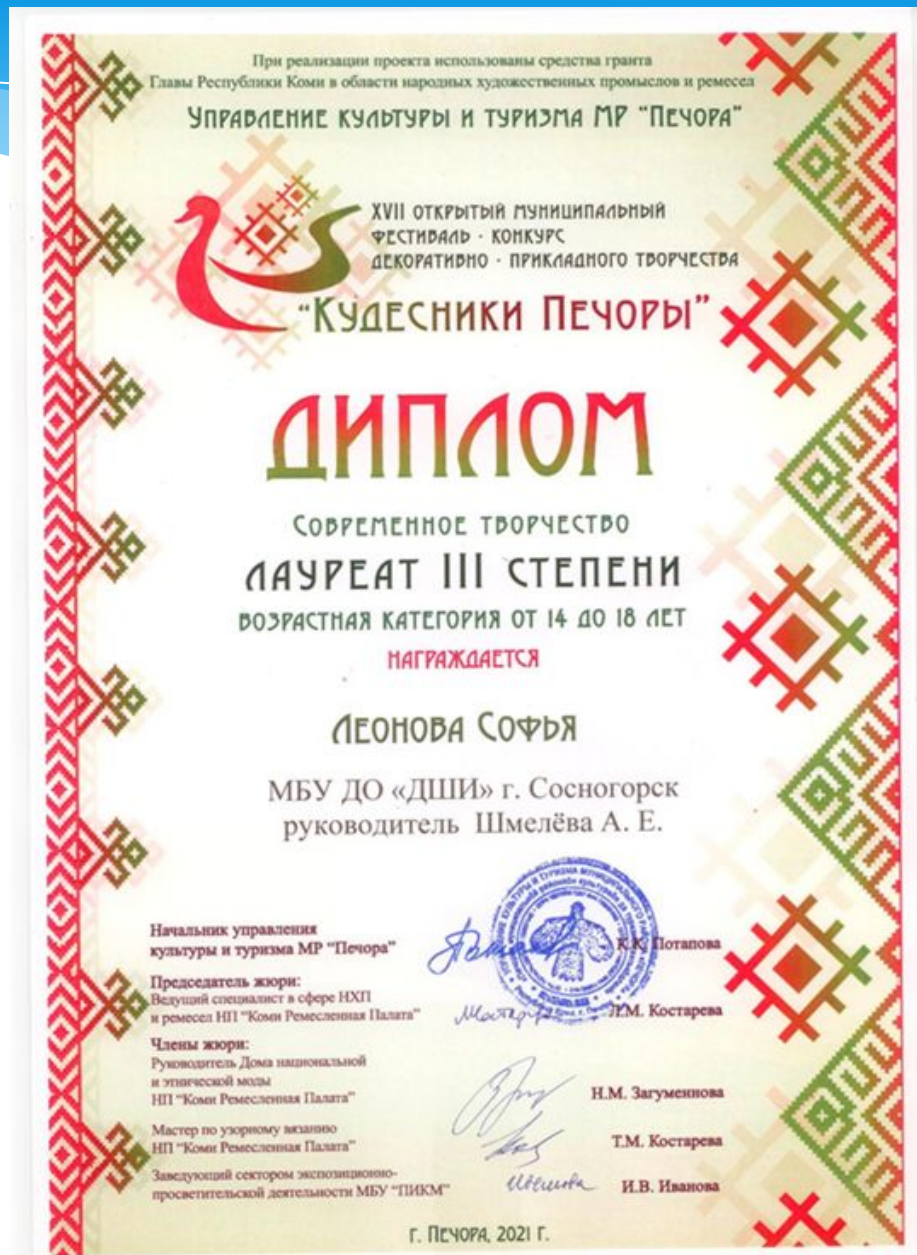 При реализации проекта использованы средства гранта
Главы Республики Коми в области народных художественных промыслов и ремесел
Управление культуры и туризма МР "Печора"
XVII открытый муниципальный
фестиваль - конкурс
декоративно - прикладного творчества
"Кудесники Печоры"
ДИПЛОМ
Современное творчество
лауреат III степени
возрастная категория от 14 до 18 лет
награждается
Леонова Софья
МБУ ДО «ДШИ» г. Сосногорск
руководитель Шмелёва А. Е.
Начальник управления
культуры и туризма МР "Печора" К.К. Потапова
Председатель жюри:
Ведущий специалист в сфере НХП
и ремесел НП "Коми Ремесленная Палата" Л.М. Костарева
Члены жюри:
Руководитель Дома национальной
и этнической моды
НП "Коми Ремесленная Палата" Н.М. Загуменнова
Мастер по узорному вязанию
НП "Коми Ремесленная Палата" Т.М. Костарева
Заведующий сектором экспозиционно-
просветительской деятельности МБУ "ПИКМ" И.В. Иванова
г. Печора, 2021 г.